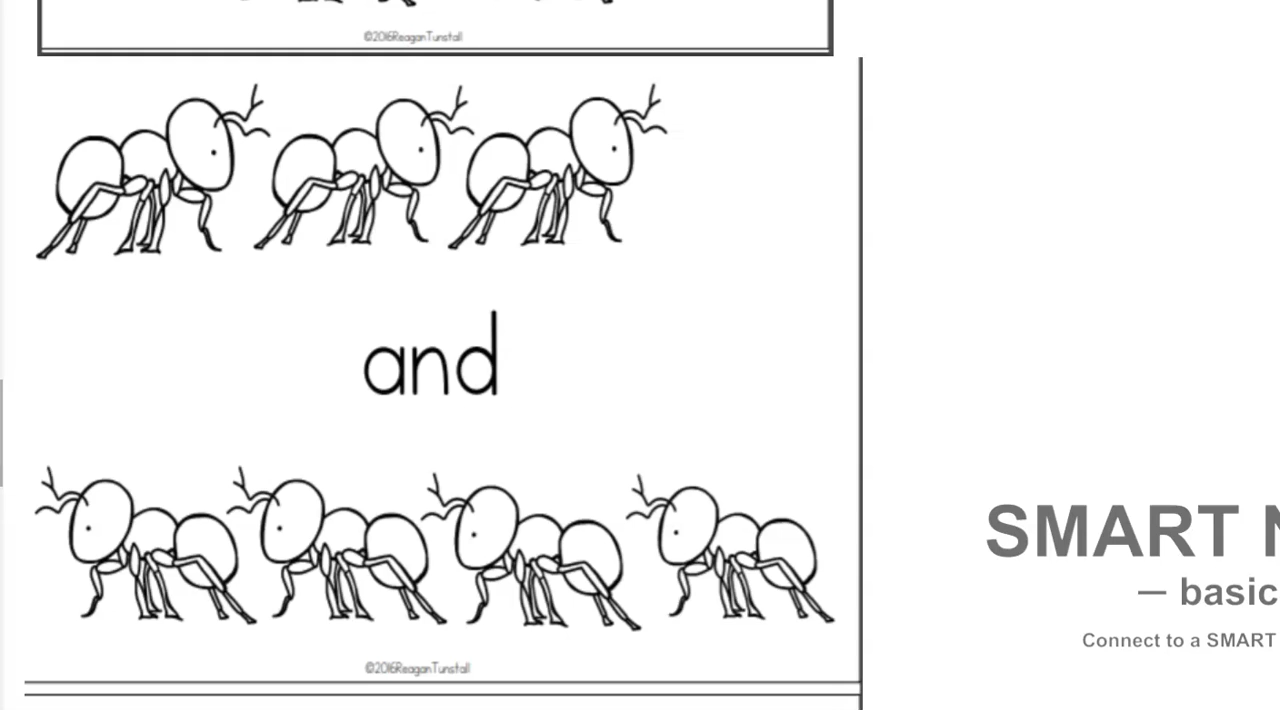 ©2016ReaganTunstall
and
SMART N
— basic
Connect to a SMART
©2016ReaganTunstall